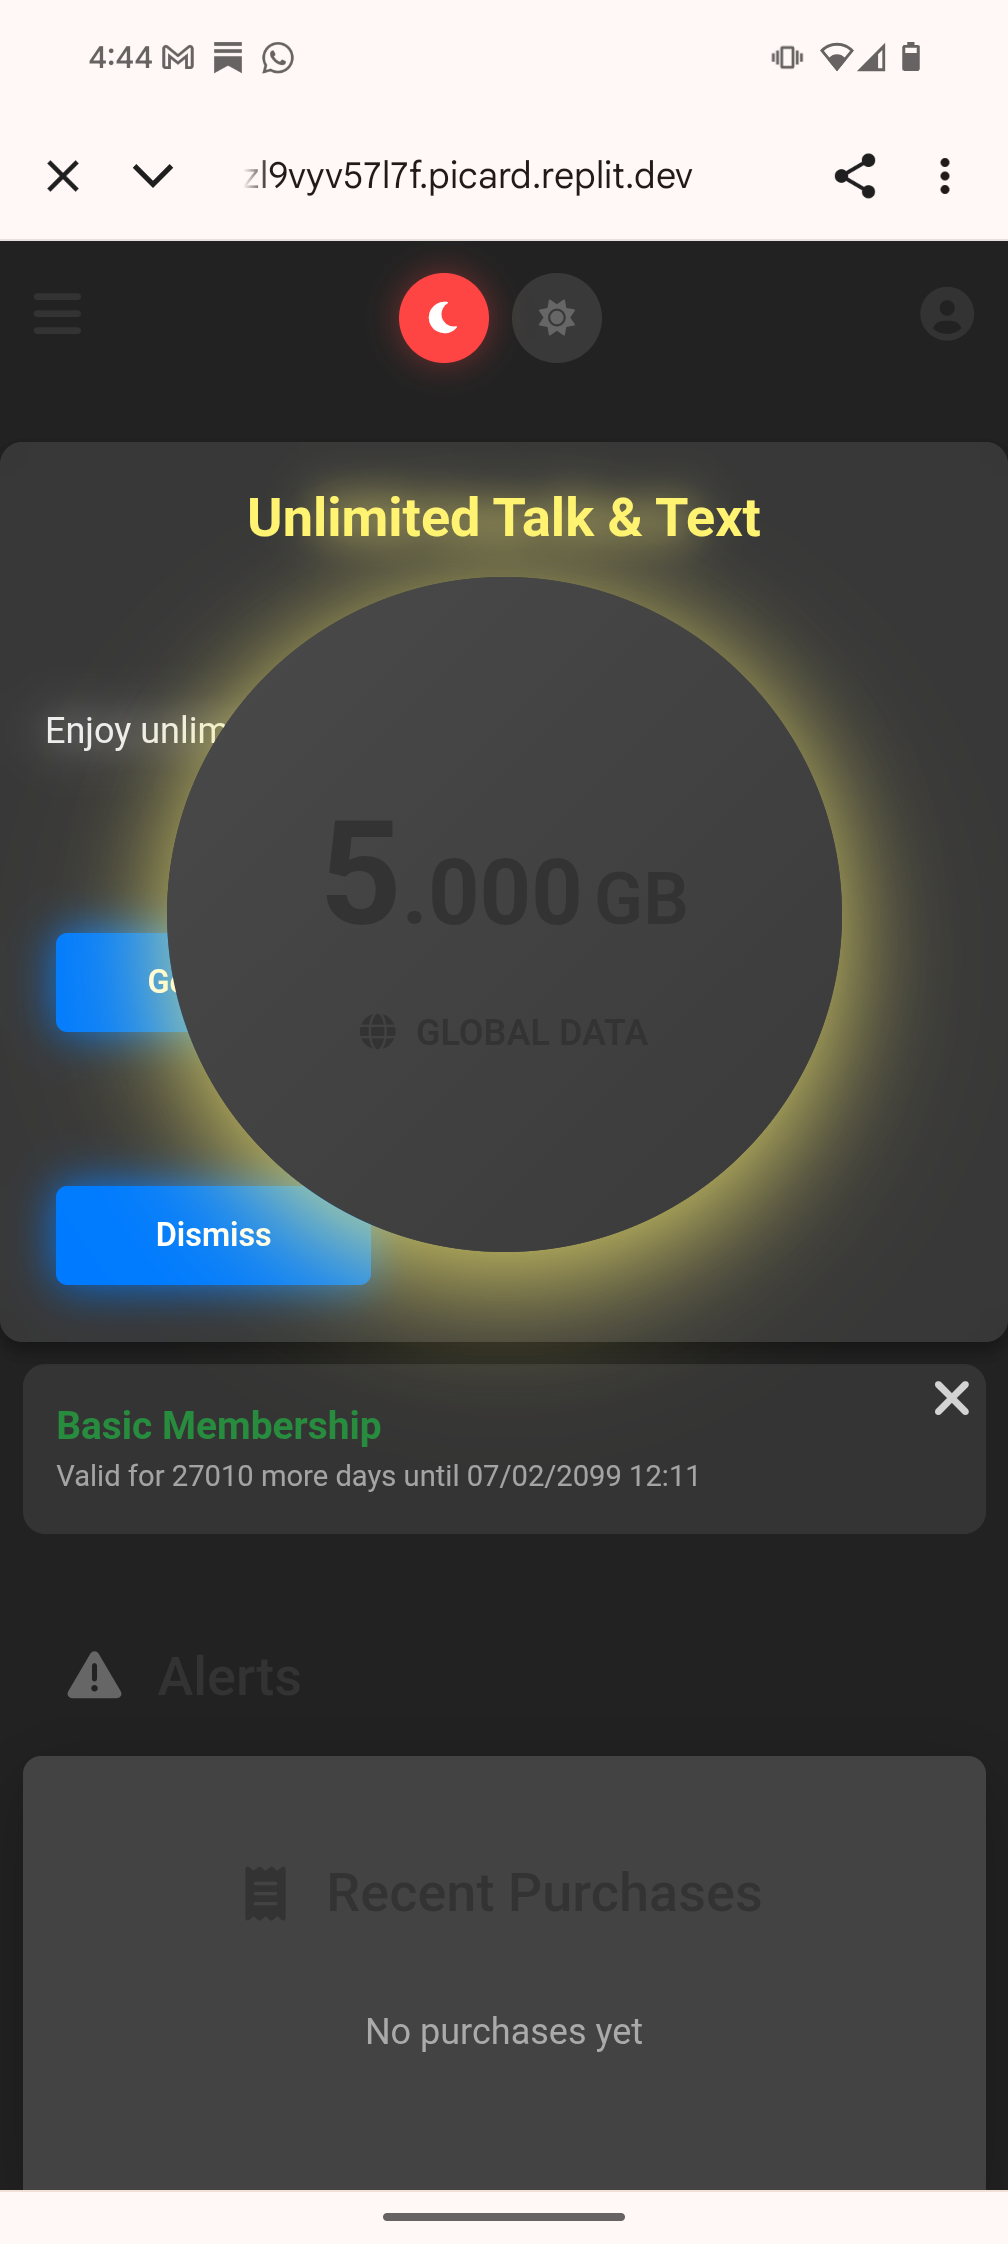 4:44
zl9vyv57l7f.picard.replit.dev
Unlimited Talk & Text
Enjoy unlim
5.000 GB
GLOBAL DATA
Dismiss
Basic Membership
Valid for 27010 more days until 07/02/2099 12:11
Alerts
Recent Purchases
No purchases yet